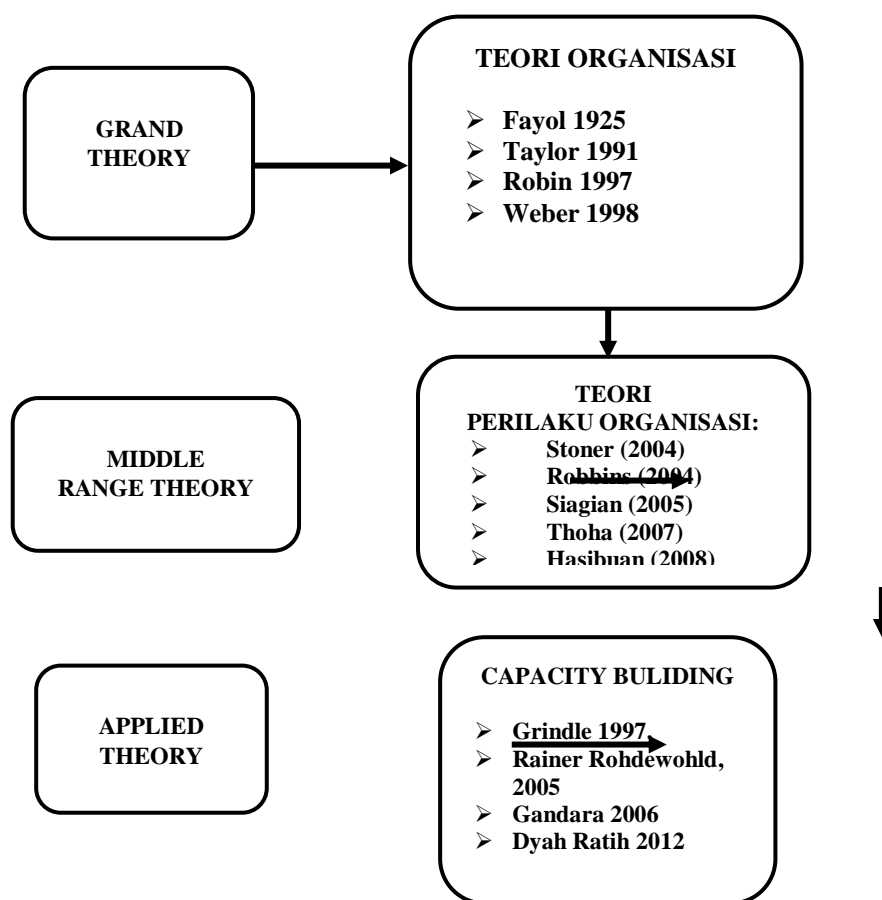 GRAND
THEORY
TEORI ORGANISASI
➢ Fayol 1925
➢ Taylor 1991
➢ Robin 1997
➢ Weber 1998
MIDDLE
RANGE THEORY
TEORI
PERILAKU ORGANISASI:
➢ Stoner (2004)
➢ Robbins (2004)
➢ Siagian (2005)
➢ Thoha (2007)
➢ Hasibuan (2008)
APPLIED
THEORY
CAPACITY BULIDING
➢ Grindle 1997
➢ Rainer Rohdewohld,
2005
➢ Gandara 2006
➢ Dyah Ratih 2012